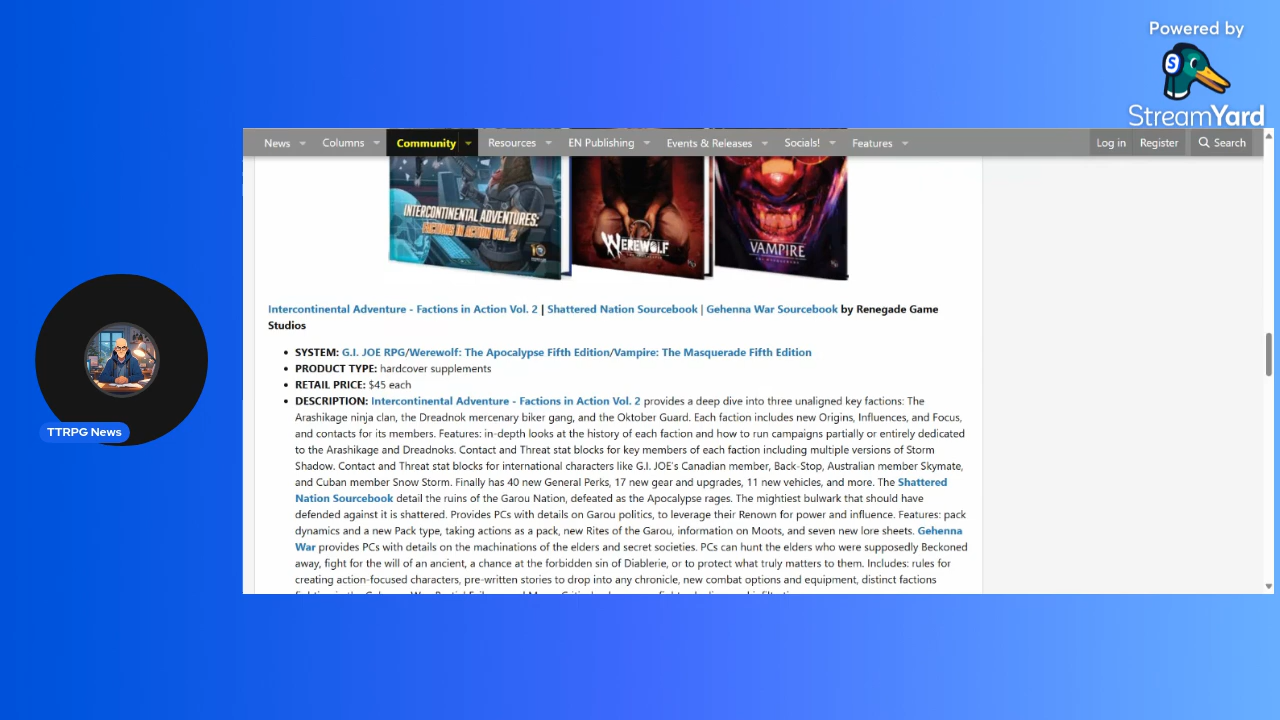 Powered by
StreamYard
News Columns Community Resources EN Publishing Events & Releases Socials! Features Log in Register Search
INTERCONTINENTAL ADVENTURES:
FACTIONS IN ACTION VOL. 2
WEREWOLF
VAMPIRE
Intercontinental Adventure - Factions in Action Vol. 2 | Shattered Nation Sourcebook | Gehenna War Sourcebook by Renegade Game
Studios
• SYSTEM: G.I. JOE RPG/Werewolf: The Apocalypse Fifth Edition/Vampire: The Masquerade Fifth Edition
• PRODUCT TYPE: hardcover supplements
• RETAIL PRICE: $45 each
• DESCRIPTION: Intercontinental Adventure - Factions in Action Vol. 2 provides a deep dive into three unaligned key factions: The
Arashikage ninja clan, the Dreadnok mercenary biker gang, and the Oktober Guard. Each faction includes new Origins, Influences, and Focus,
and contacts for its members. Features: in-depth looks at the history of each faction and how to run campaigns partially or entirely dedicated
to the Arashikage and Dreadnoks. Contact and Threat stat blocks for key members of each faction including multiple versions of Storm
Shadow. Contact and Threat stat blocks for international characters like G.I. JOE's Canadian member, Back-Stop, Australian member Skymate,
and Cuban member Snow Storm. Finally has 40 new General Perks, 17 new gear and upgrades, 11 new vehicles, and more. The Shattered
Nation Sourcebook detail the ruins of the Garou Nation, defeated as the Apocalypse rages. The mightiest bulwark that should have
defended against it is shattered. Provides PCs with details on Garou politics, to leverage their Renown for power and influence. Features: pack
dynamics and a new Pack type, taking actions as a pack, new Rites of the Garou, information on Moots, and seven new lore sheets. Gehenna
War provides PCs with details on the machinations of the elders and secret societies. PCs can hunt the elders who were supposedly Beckoned
away, fight for the will of an ancient, a chance at the forbidden sin of Diablerie, or to protect what truly matters to them. Includes: rules for
creating action-focused characters, pre-written stories to drop into any chronicle, new combat options and equipment, distinct factions
TTRPG News